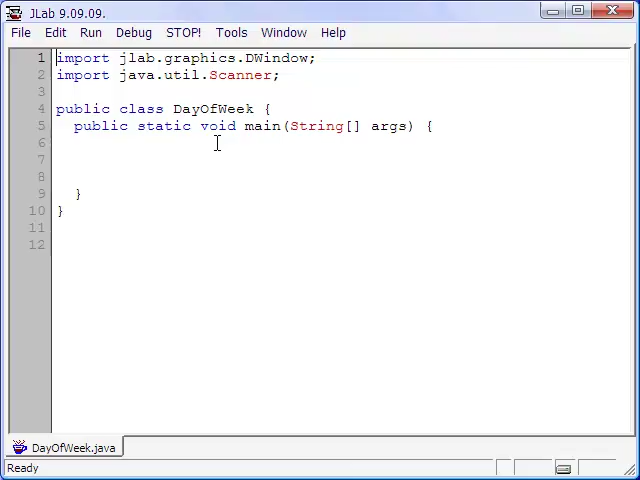 JLab 9.09.09.
File Edit Run Debug STOP! Tools Window Help
1 import jlab.graphics.DWindow;
2 import java.util.Scanner;
3
4 public class DayOfWeek {
5 public static void main(String[] args) {
6
7
8
9 }
10 }
11
12
DayOfWeek.java
Ready